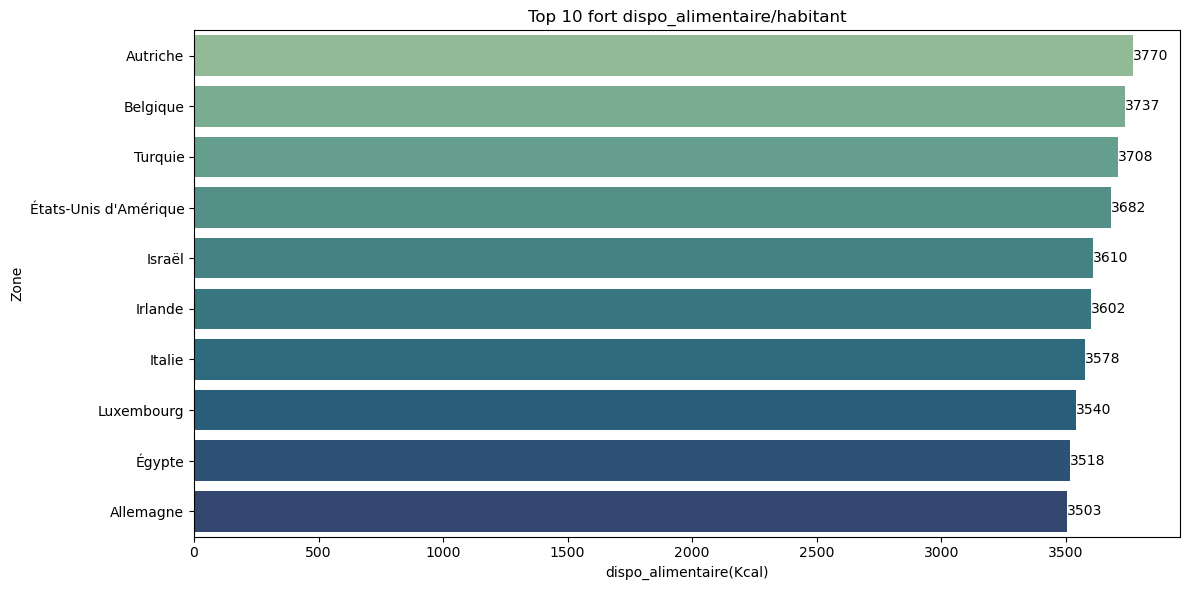 Top 10 fort dispo_alimentaire/habitant
Zone
Autriche 3770
Belgique 3737
Turquie 3708
États-Unis d'Amérique 3682
Israël 3610
Irlande 3602
Italie 3578
Luxembourg 3540
Égypte 3518
Allemagne 3503
0 500 1000 1500 2000 2500 3000 3500
dispo_alimentaire(Kcal)